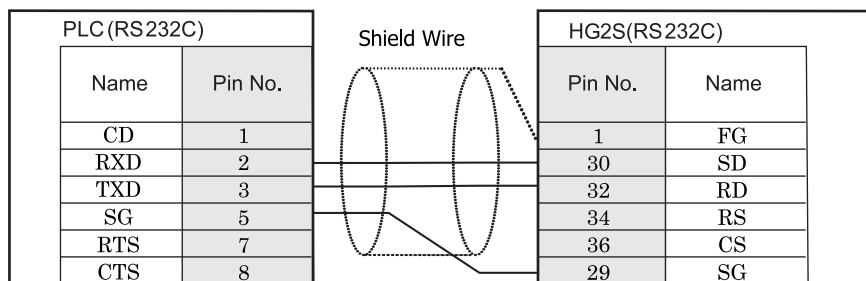 PLC(RS232C) Shield Wire HG2S(RS232C)
Name Pin No. Pin No. Name
CD 1 1 FG
RXD 2 30 SD
TXD 3 32 RD
SG 5 34 RS
RTS 7 36 CS
CTS 8 29 SG